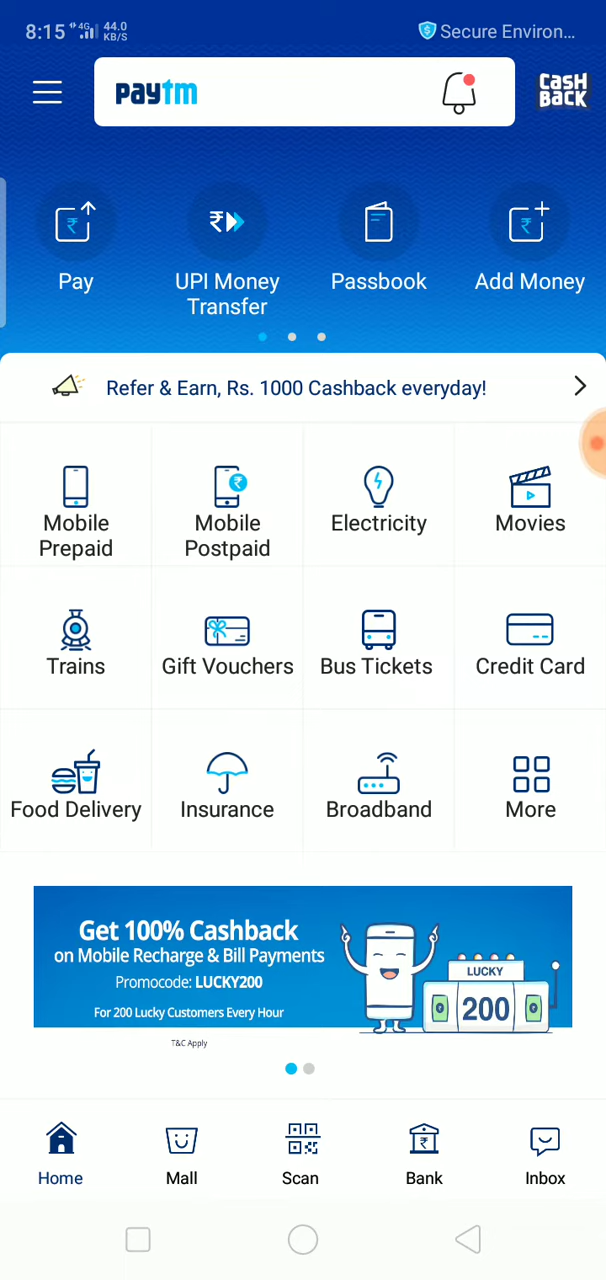 8:15 4G 44.0 KB/S Secure Environ...
paytm CASH BACK
Pay
UPI Money Transfer
Passbook
Add Money
Refer & Earn, Rs. 1000 Cashback everyday!
Mobile Prepaid
Mobile Postpaid
Electricity
Movies
Trains
Gift Vouchers
Bus Tickets
Credit Card
Food Delivery
Insurance
Broadband
More
Get 100% Cashback
on Mobile Recharge & Bill Payments
Promocode: LUCKY200
For 200 Lucky Customers Every Hour
T&C Apply
LUCKY
200
Home
Mall
Scan
Bank
Inbox